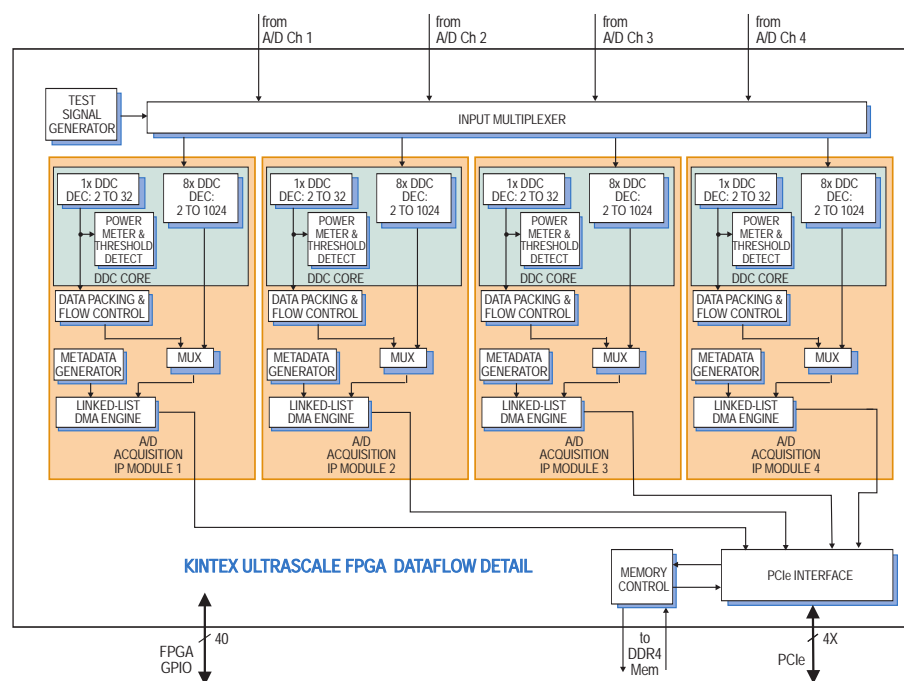 from
A/D Ch 1
from
A/D Ch 2
from
A/D Ch 3
from
A/D Ch 4
TEST
SIGNAL
GENERATOR
INPUT MULTIPLEXER
1x DDC
DEC: 2 TO 32
8x DDC
DEC:
2 TO 1024
POWER
METER &
THRESHOLD
DETECT
DDC CORE
DATA PACKING &
FLOW CONTROL
METADATA
GENERATOR
MUX
LINKED-LIST
DMA ENGINE
A/D
ACQUISITION
IP MODULE 1
1x DDC
DEC: 2 TO 32
8x DDC
DEC:
2 TO 1024
POWER
METER &
THRESHOLD
DETECT
DDC CORE
DATA PACKING &
FLOW CONTROL
METADATA
GENERATOR
MUX
LINKED-LIST
DMA ENGINE
A/D
ACQUISITION
IP MODULE 2
1x DDC
DEC: 2 TO 32
8x DDC
DEC:
2 TO 1024
POWER
METER &
THRESHOLD
DETECT
DDC CORE
DATA PACKING &
FLOW CONTROL
METADATA
GENERATOR
MUX
LINKED-LIST
DMA ENGINE
A/D
ACQUISITION
IP MODULE 3
1x DDC
DEC: 2 TO 32
8x DDC
DEC:
2 TO 1024
POWER
METER &
THRESHOLD
DETECT
DDC CORE
DATA PACKING &
FLOW CONTROL
METADATA
GENERATOR
MUX
LINKED-LIST
DMA ENGINE
A/D
ACQUISITION
IP MODULE 4
KINTEX ULTRASCALE FPGA DATAFLOW DETAIL
MEMORY
CONTROL
PCIe INTERFACE
40
FPGA
GPIO
to
DDR4
Mem
4X
PCIe